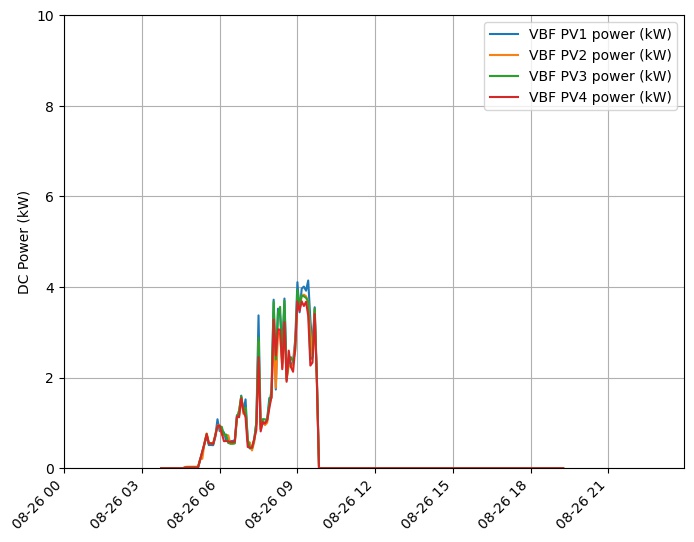 10
8
6
4
2
0
DC Power (kW)
VBF PV1 power (kW)
VBF PV2 power (kW)
VBF PV3 power (kW)
VBF PV4 power (kW)
08-26 00
08-26 03
08-26 06
08-26 09
08-26 12
08-26 15
08-26 18
08-26 21